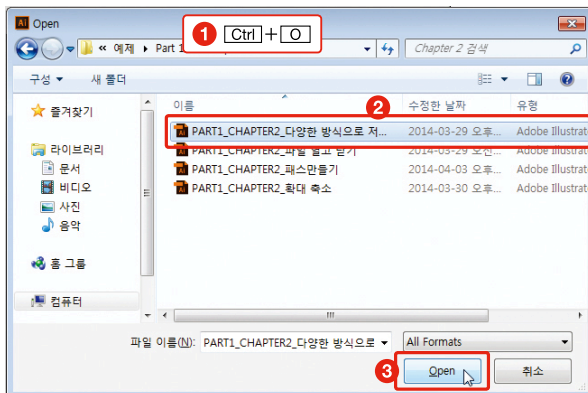 Ai Open
1 Ctrl + O
« 예제 ▶ Part 1
Chapter 2 검색
구성 ▼ 새 폴더
이름 2 수정한 날짜 유형
즐겨찾기
PART1_CHAPTER2_다양한 방식으로 저... 2014-03-29 오후... Adobe Illustrat
PART1_CHAPTER2_파일 열고 닫기 2014-03-29 오전... Adobe Illustrat
PART1_CHAPTER2_패스만들기 2014-04-03 오후... Adobe Illustrat
PART1_CHAPTER2_확대 축소 2014-03-30 오후... Adobe Illustrat
라이브러리
문서
비디오
사진
음악
홈 그룹
컴퓨터
파일 이름(N): PART1_CHAPTER2_다양한 방식으로 All Formats
3 Open 취소